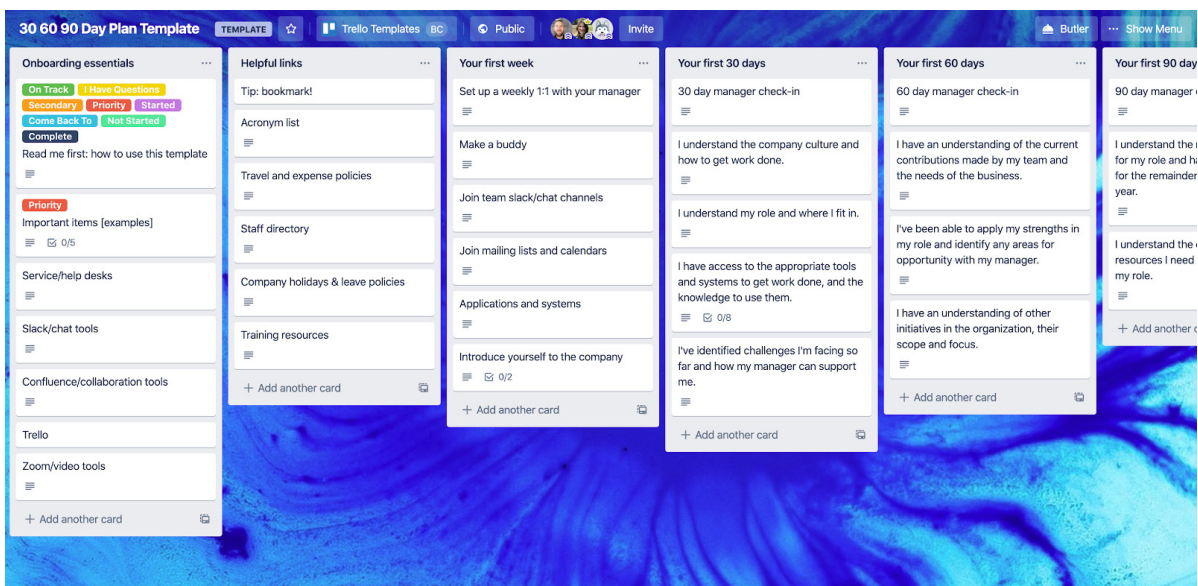 30 60 90 Day Plan Template
TEMPLATE
Trello Templates BC
Public
Invite
Butler
Show Menu
Onboarding essentials
On Track I Have Questions
Secondary Priority Started
Come Back To Not Started
Complete
Read me first: how to use this template
Priority
Important items [examples]
0/5
Service/help desks
Slack/chat tools
Confluence/collaboration tools
Trello
Zoom/video tools
+ Add another card
Helpful links
Tip: bookmark!
Acronym list
Travel and expense policies
Staff directory
Company holidays & leave policies
Training resources
+ Add another card
Your first week
Set up a weekly 1:1 with your manager
Make a buddy
Join team slack/chat channels
Join mailing lists and calendars
Applications and systems
Introduce yourself to the company
0/2
+ Add another card
Your first 30 days
30 day manager check-in
I understand the company culture and
how to get work done.
I understand my role and where I fit in.
I have access to the appropriate tools
and systems to get work done, and the
knowledge to use them.
0/8
I've identified challenges I'm facing so
far and how my manager can support
me.
+ Add another card
Your first 60 days
60 day manager check-in
I have an understanding of the current
contributions made by my team and
the needs of the business.
I've been able to apply my strengths in
my role and identify any areas for
opportunity with my manager.
I have an understanding of other
initiatives in the organization, their
scope and focus.
+ Add another card
Your first 90 day
90 day manager
I understand the
for my role and
for the remainder
year.
I understand the
resources I need
my role.
+ Add another